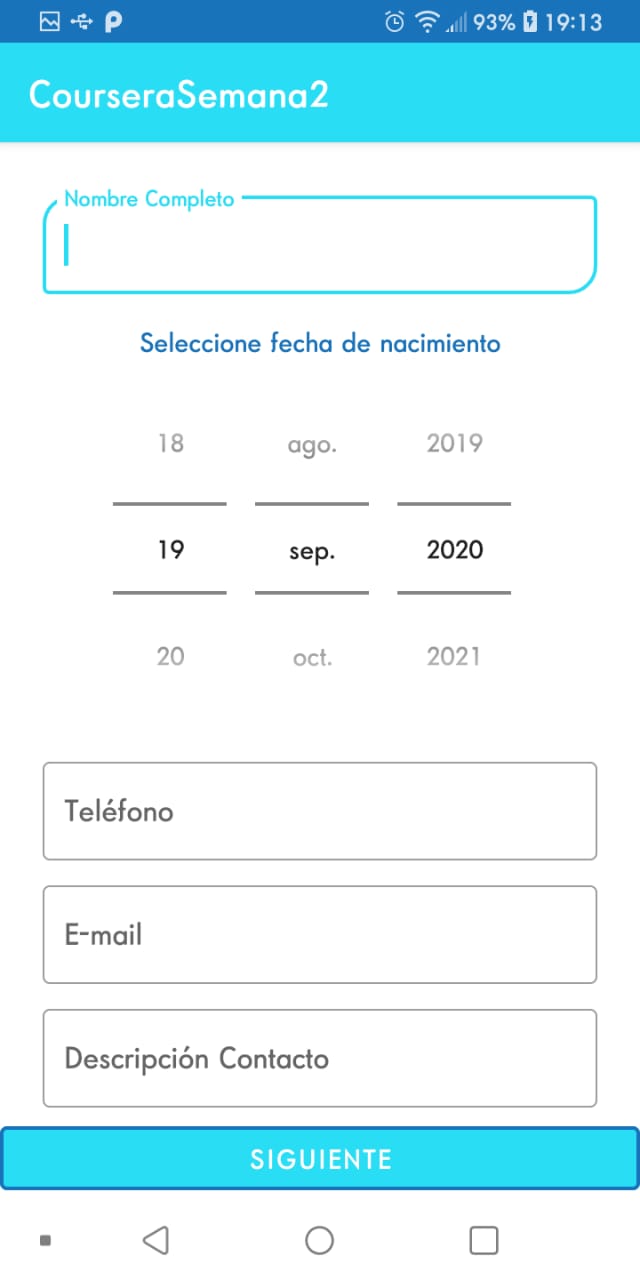 93% 19:13
CourseraSemana2
Nombre Completo
Seleccione fecha de nacimiento
18 ago. 2019
19 sep. 2020
20 oct. 2021
Teléfono
E-mail
Descripción Contacto
SIGUIENTE